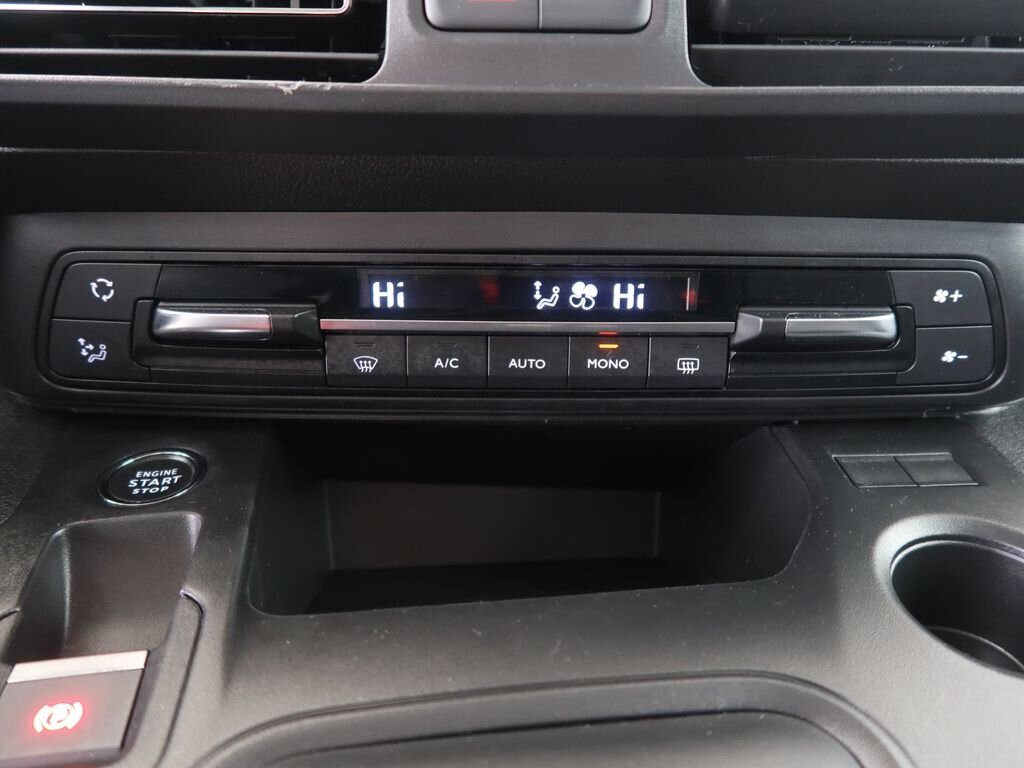 Hi Hi
A/C AUTO MONO
ENGINE
START
STOP
P